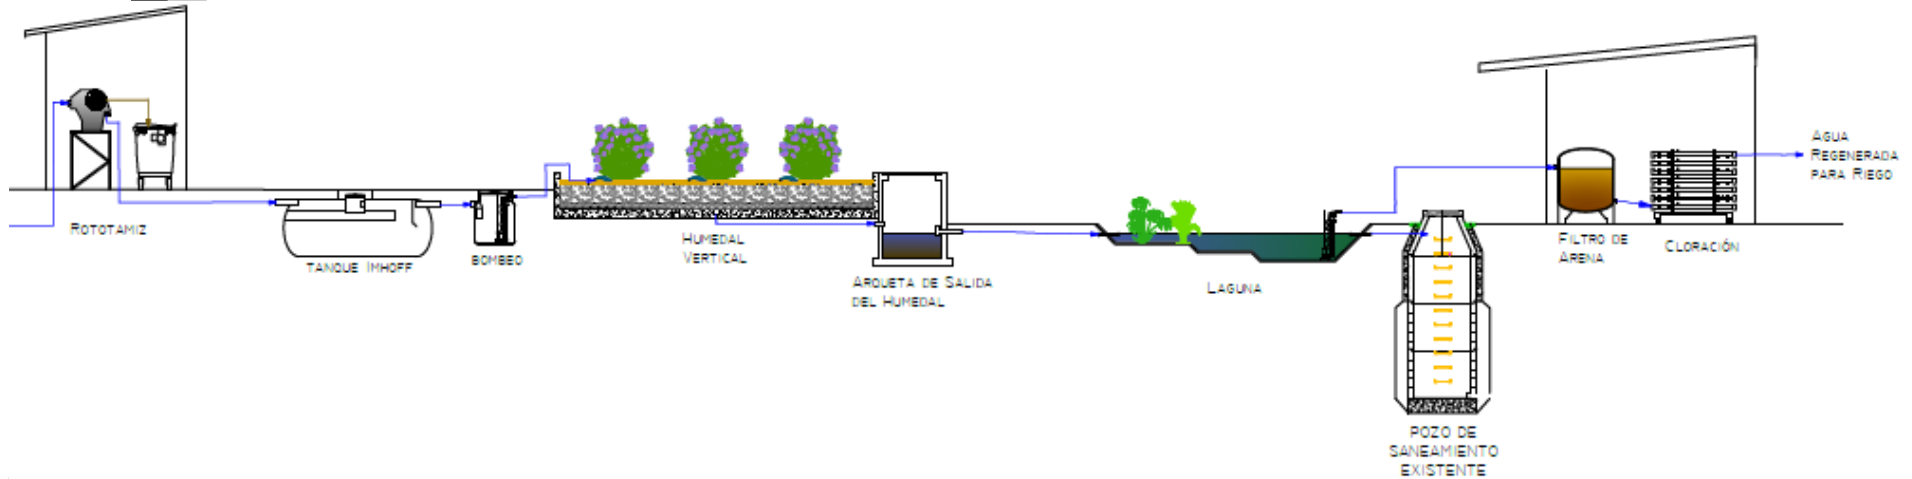 ROTOTAMIZ
TANQUE IMHOFF
BOMBEO
HUMEDAL
VERTICAL
ARQUETA DE SALIDA
DEL HUMEDAL
LAGUNA
POZO DE
SANEAMIENTO
EXISTENTE
FILTRO DE
ARENA
CLORACIÓN
AGUA
REGENERADA
PARA RIEGO